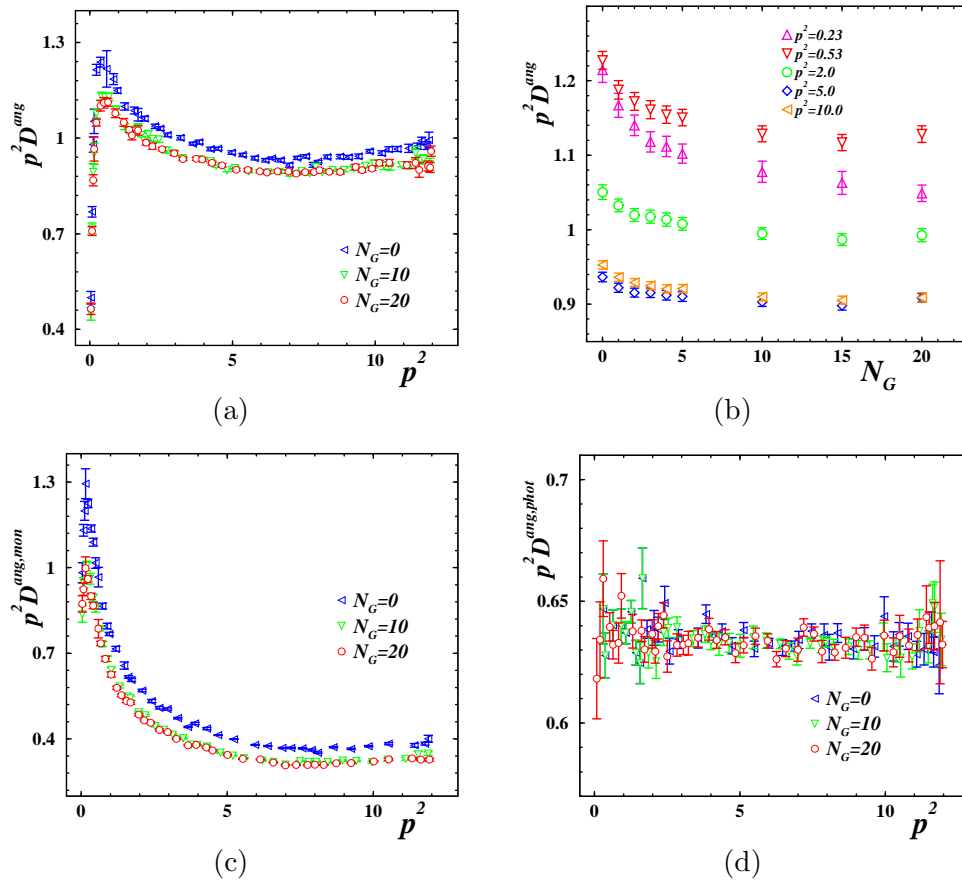 p²D^ang
1.3
1
0.7
0.4
N_G=0
N_G=10
N_G=20
0 5 10
p²
(a)
p²D^ang
1.2
1.1
1
0.9
p²=0.23
p²=0.53
p²=2.0
p²=5.0
p²=10.0
0 5 10 15 20
N_G
(b)
p²D^ang,mon
1.3
1
0.7
0.4
N_G=0
N_G=10
N_G=20
0 5 10
p²
(c)
p²D^ang,phot
0.7
0.65
0.6
N_G=0
N_G=10
N_G=20
0 5 10
p²
(d)